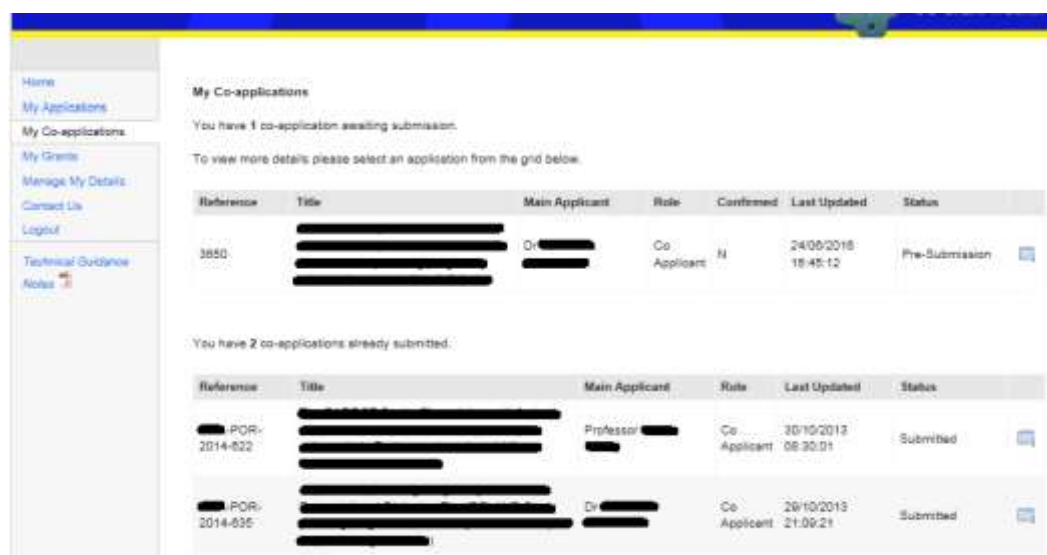 Home
My Applications
My Co-applications
My Grants
Manage My Details
Contact Us
Logout
Technical Guidance
Notes
My Co-applications
You have 1 co-application awaiting submission.
To view more details please select an application from the grid below.
Reference Title Main Applicant Role Confirmed Last Updated Status
3650 Dr Co Applicant N 24/06/2016 18:45:12 Pre-Submission
You have 2 co-applications already submitted.
Reference Title Main Applicant Role Last Updated Status
-POR-2014-622 Professor Co Applicant 30/10/2013 08:30:01 Submitted
-POR-2014-635 Dr Co Applicant 29/10/2013 21:09:21 Submitted